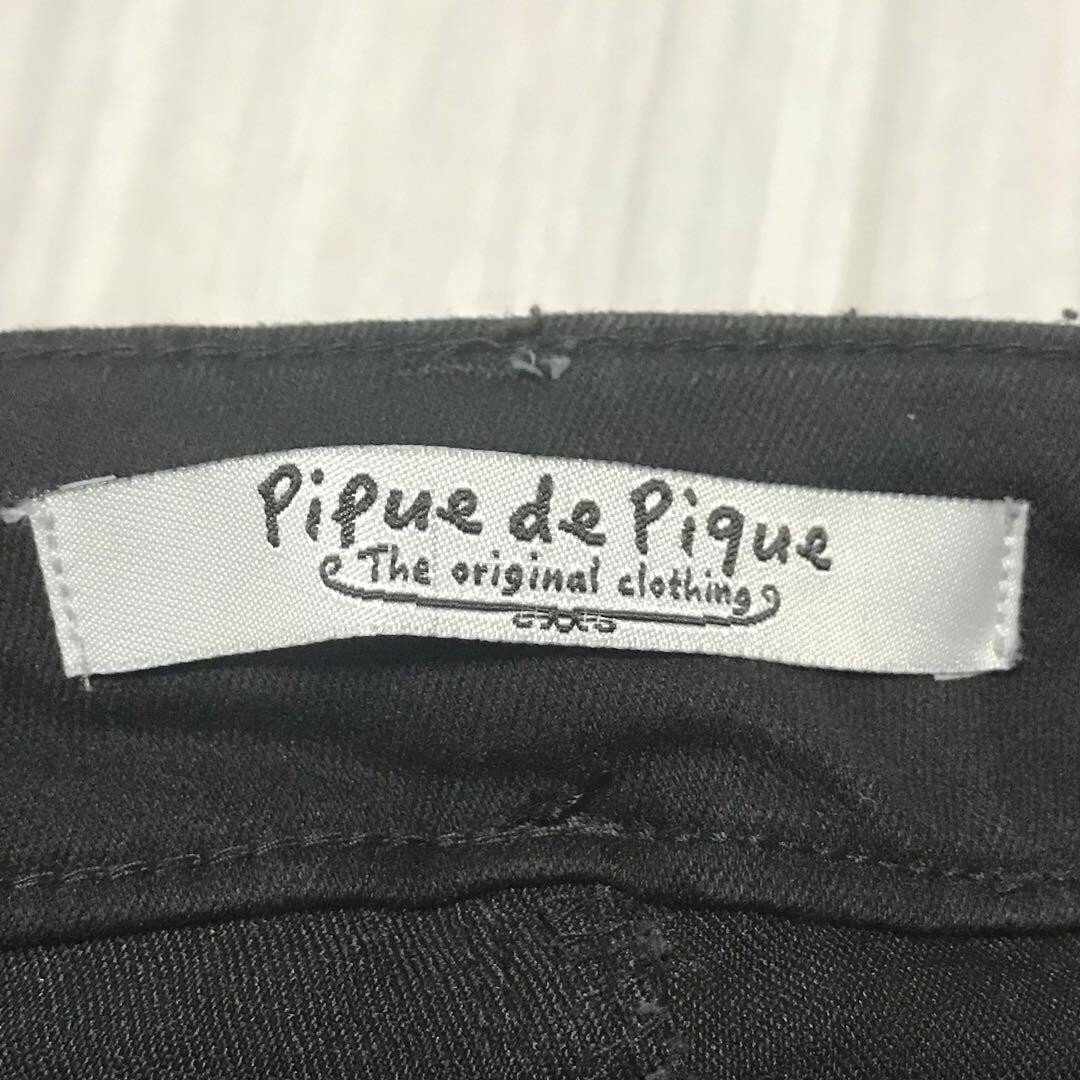 Pipue de Pique
The original clothing